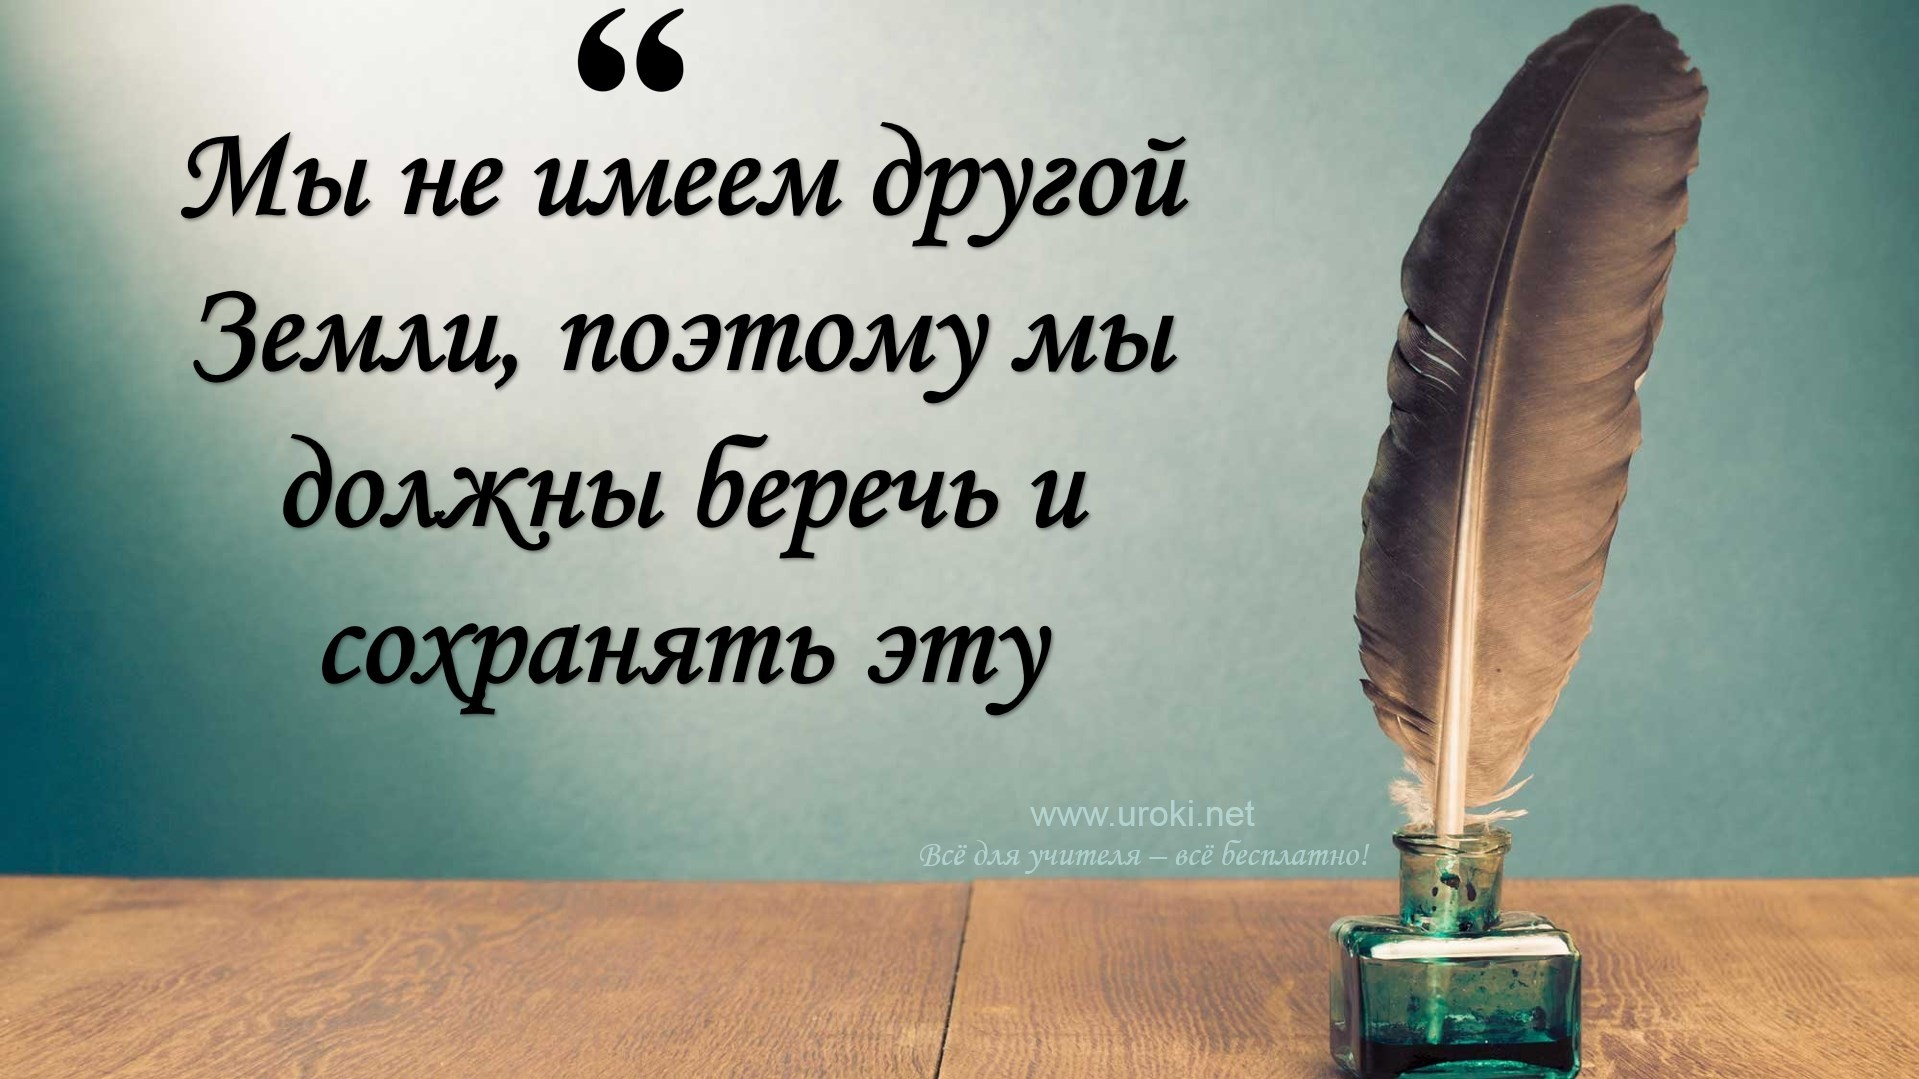 “
Мы не имеем другой
Земли, поэтому мы
должны беречь и
сохранять эту
www.uroki.net
Всё для учителя – всё бесплатно!